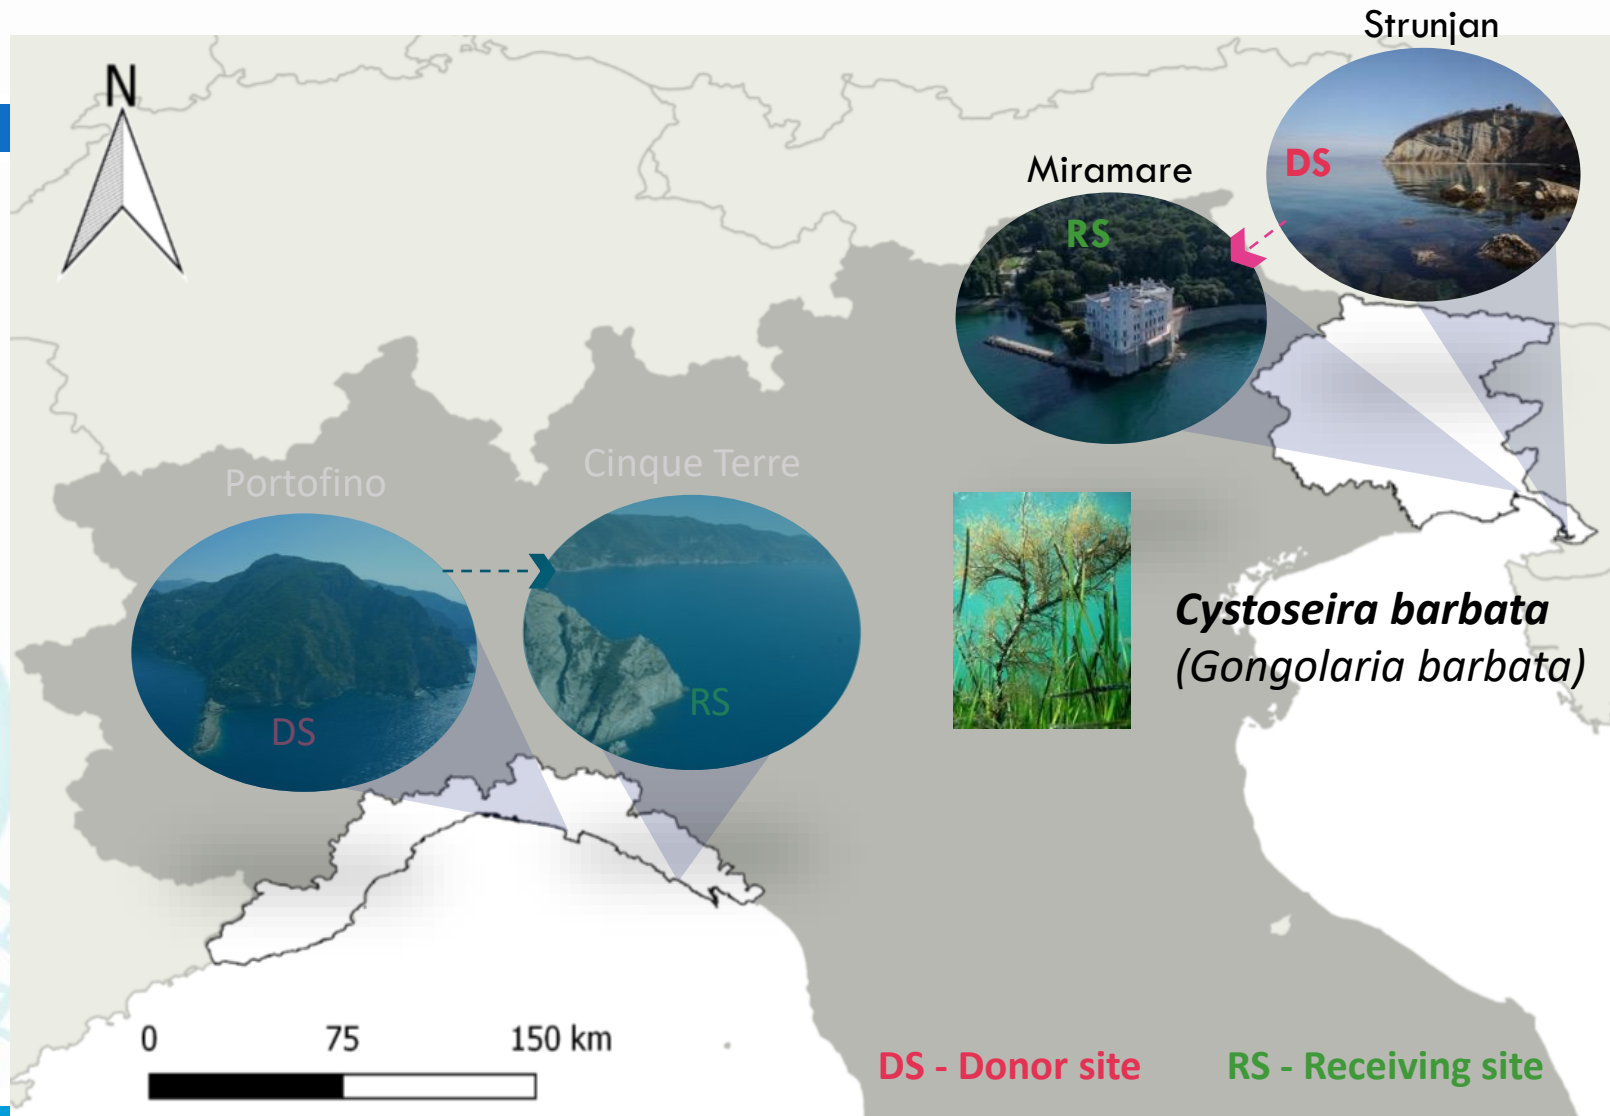 Strunjan
N
Miramare
DS
RS
Cinque Terre
Portofino
Cystoseira barbata
(Gongolaria barbata)
RS
DS
0 75 150 km
DS - Donor site RS - Receiving site